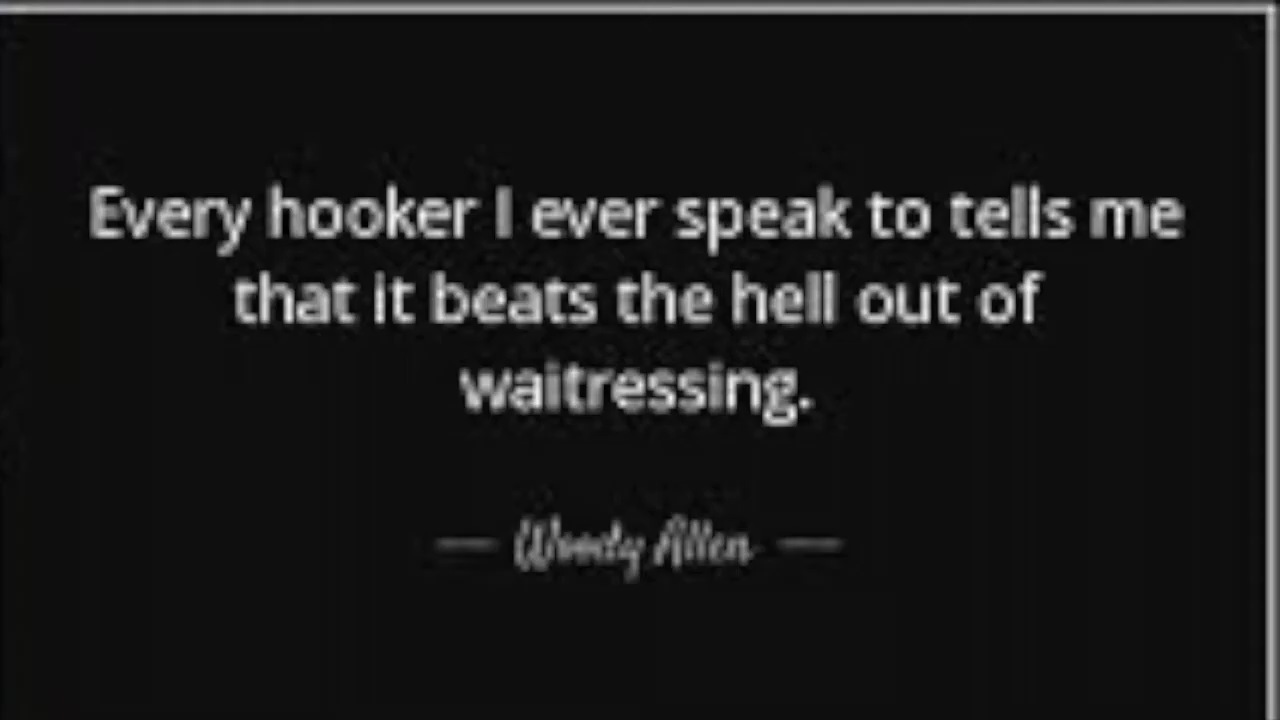 Every hooker I ever speak to tells me
that it beats the hell out of
waitressing.
— Woody Allen —